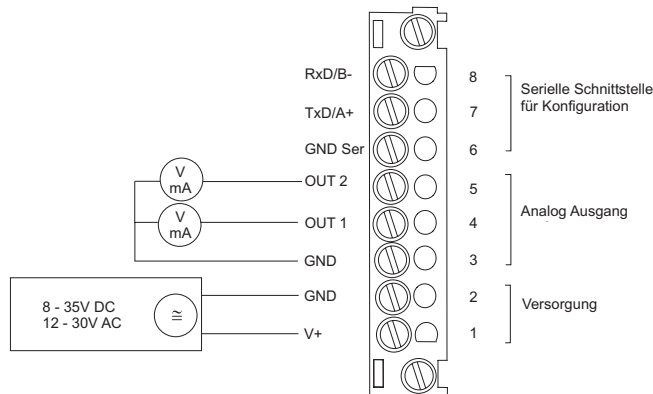 RxD/B- 8
TxD/A+ 7
GND Ser 6
Serielle Schnittstelle
für Konfiguration
V
mA
OUT 2 5
V
mA
OUT 1 4
GND 3
Analog Ausgang
8 - 35V DC
12 - 30V AC
≅
GND 2
V+ 1
Versorgung